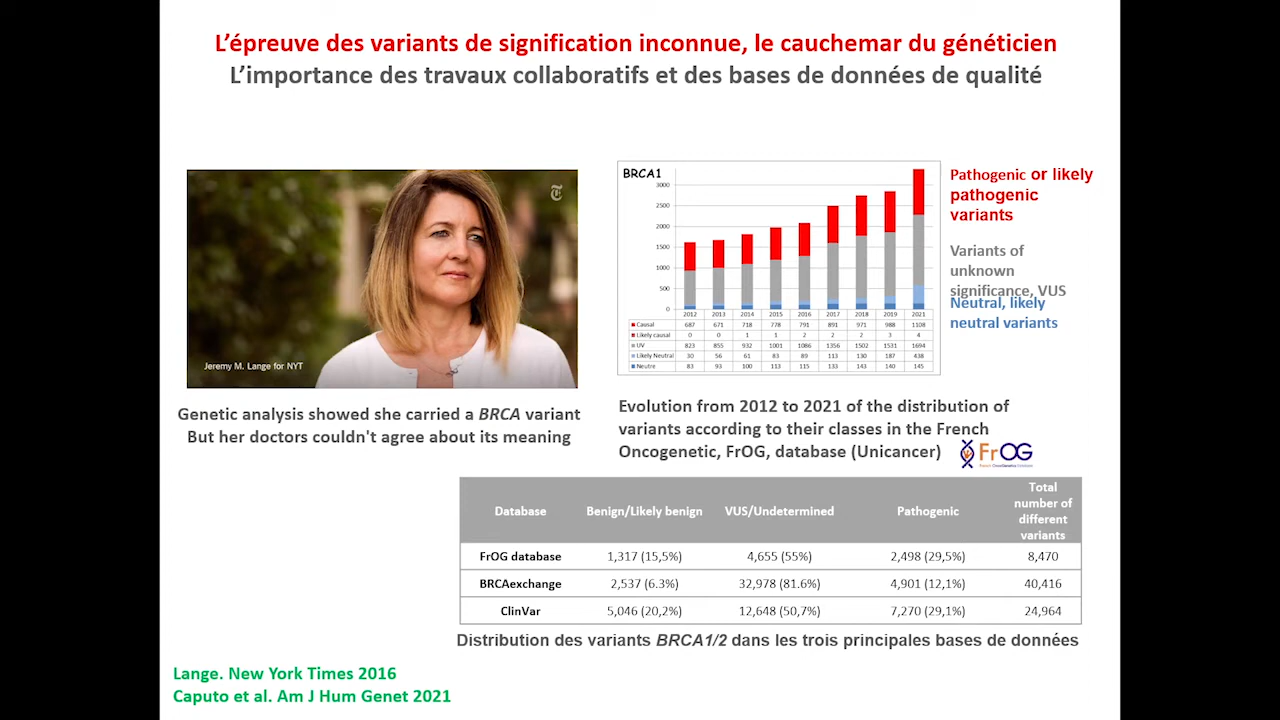 L'épreuve des variants de signification inconnue, le cauchemar du généticien
L'importance des travaux collaboratifs et des bases de données de qualité
Jeremy M. Lange for NYT
Genetic analysis showed she carried a BRCA variant
But her doctors couldn't agree about its meaning
BRCA1
3000
2500
2000
1500
1000
500
0
2012 2013 2014 2015 2016 2017 2018 2019 2021
Causal 687 671 718 778 791 891 971 988 1108
Likely causal 0 0 1 1 2 2 2 3 4
UV 823 855 932 1001 1086 1356 1502 1531 1694
Likely Neutral 30 56 61 83 89 113 130 187 438
Neutre 83 93 100 113 115 133 143 140 145
Pathogenic or likely
pathogenic
variants
Variants of
unknown
significance, VUS
Neutral, likely
neutral variants
Evolution from 2012 to 2021 of the distribution of
variants according to their classes in the French
Oncogenetic, FrOG, database (Unicancer)
FrOG
Database Benign/Likely benign VUS/Undetermined Pathogenic Total number of different variants
FrOG database 1,317 (15,5%) 4,655 (55%) 2,498 (29,5%) 8,470
BRCAexchange 2,537 (6.3%) 32,978 (81.6%) 4,901 (12,1%) 40,416
ClinVar 5,046 (20,2%) 12,648 (50,7%) 7,270 (29,1%) 24,964
Distribution des variants BRCA1/2 dans les trois principales bases de données
Lange. New York Times 2016
Caputo et al. Am J Hum Genet 2021